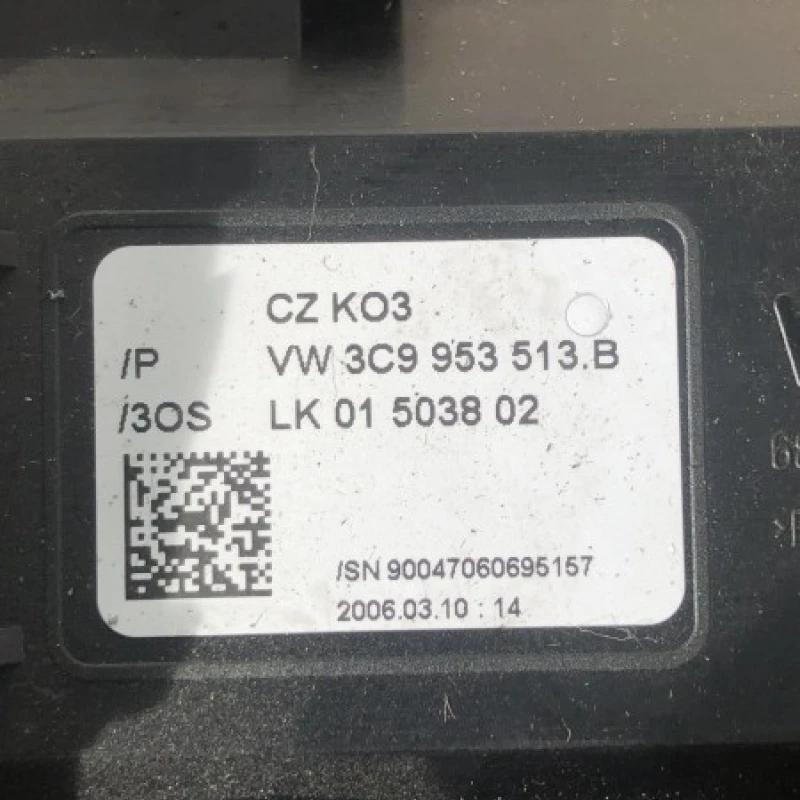 CZ KO3
/P VW 3C9 953 513.B
/3OS LK 01 5038 02
/SN 90047060695157
2006.03.10 : 14